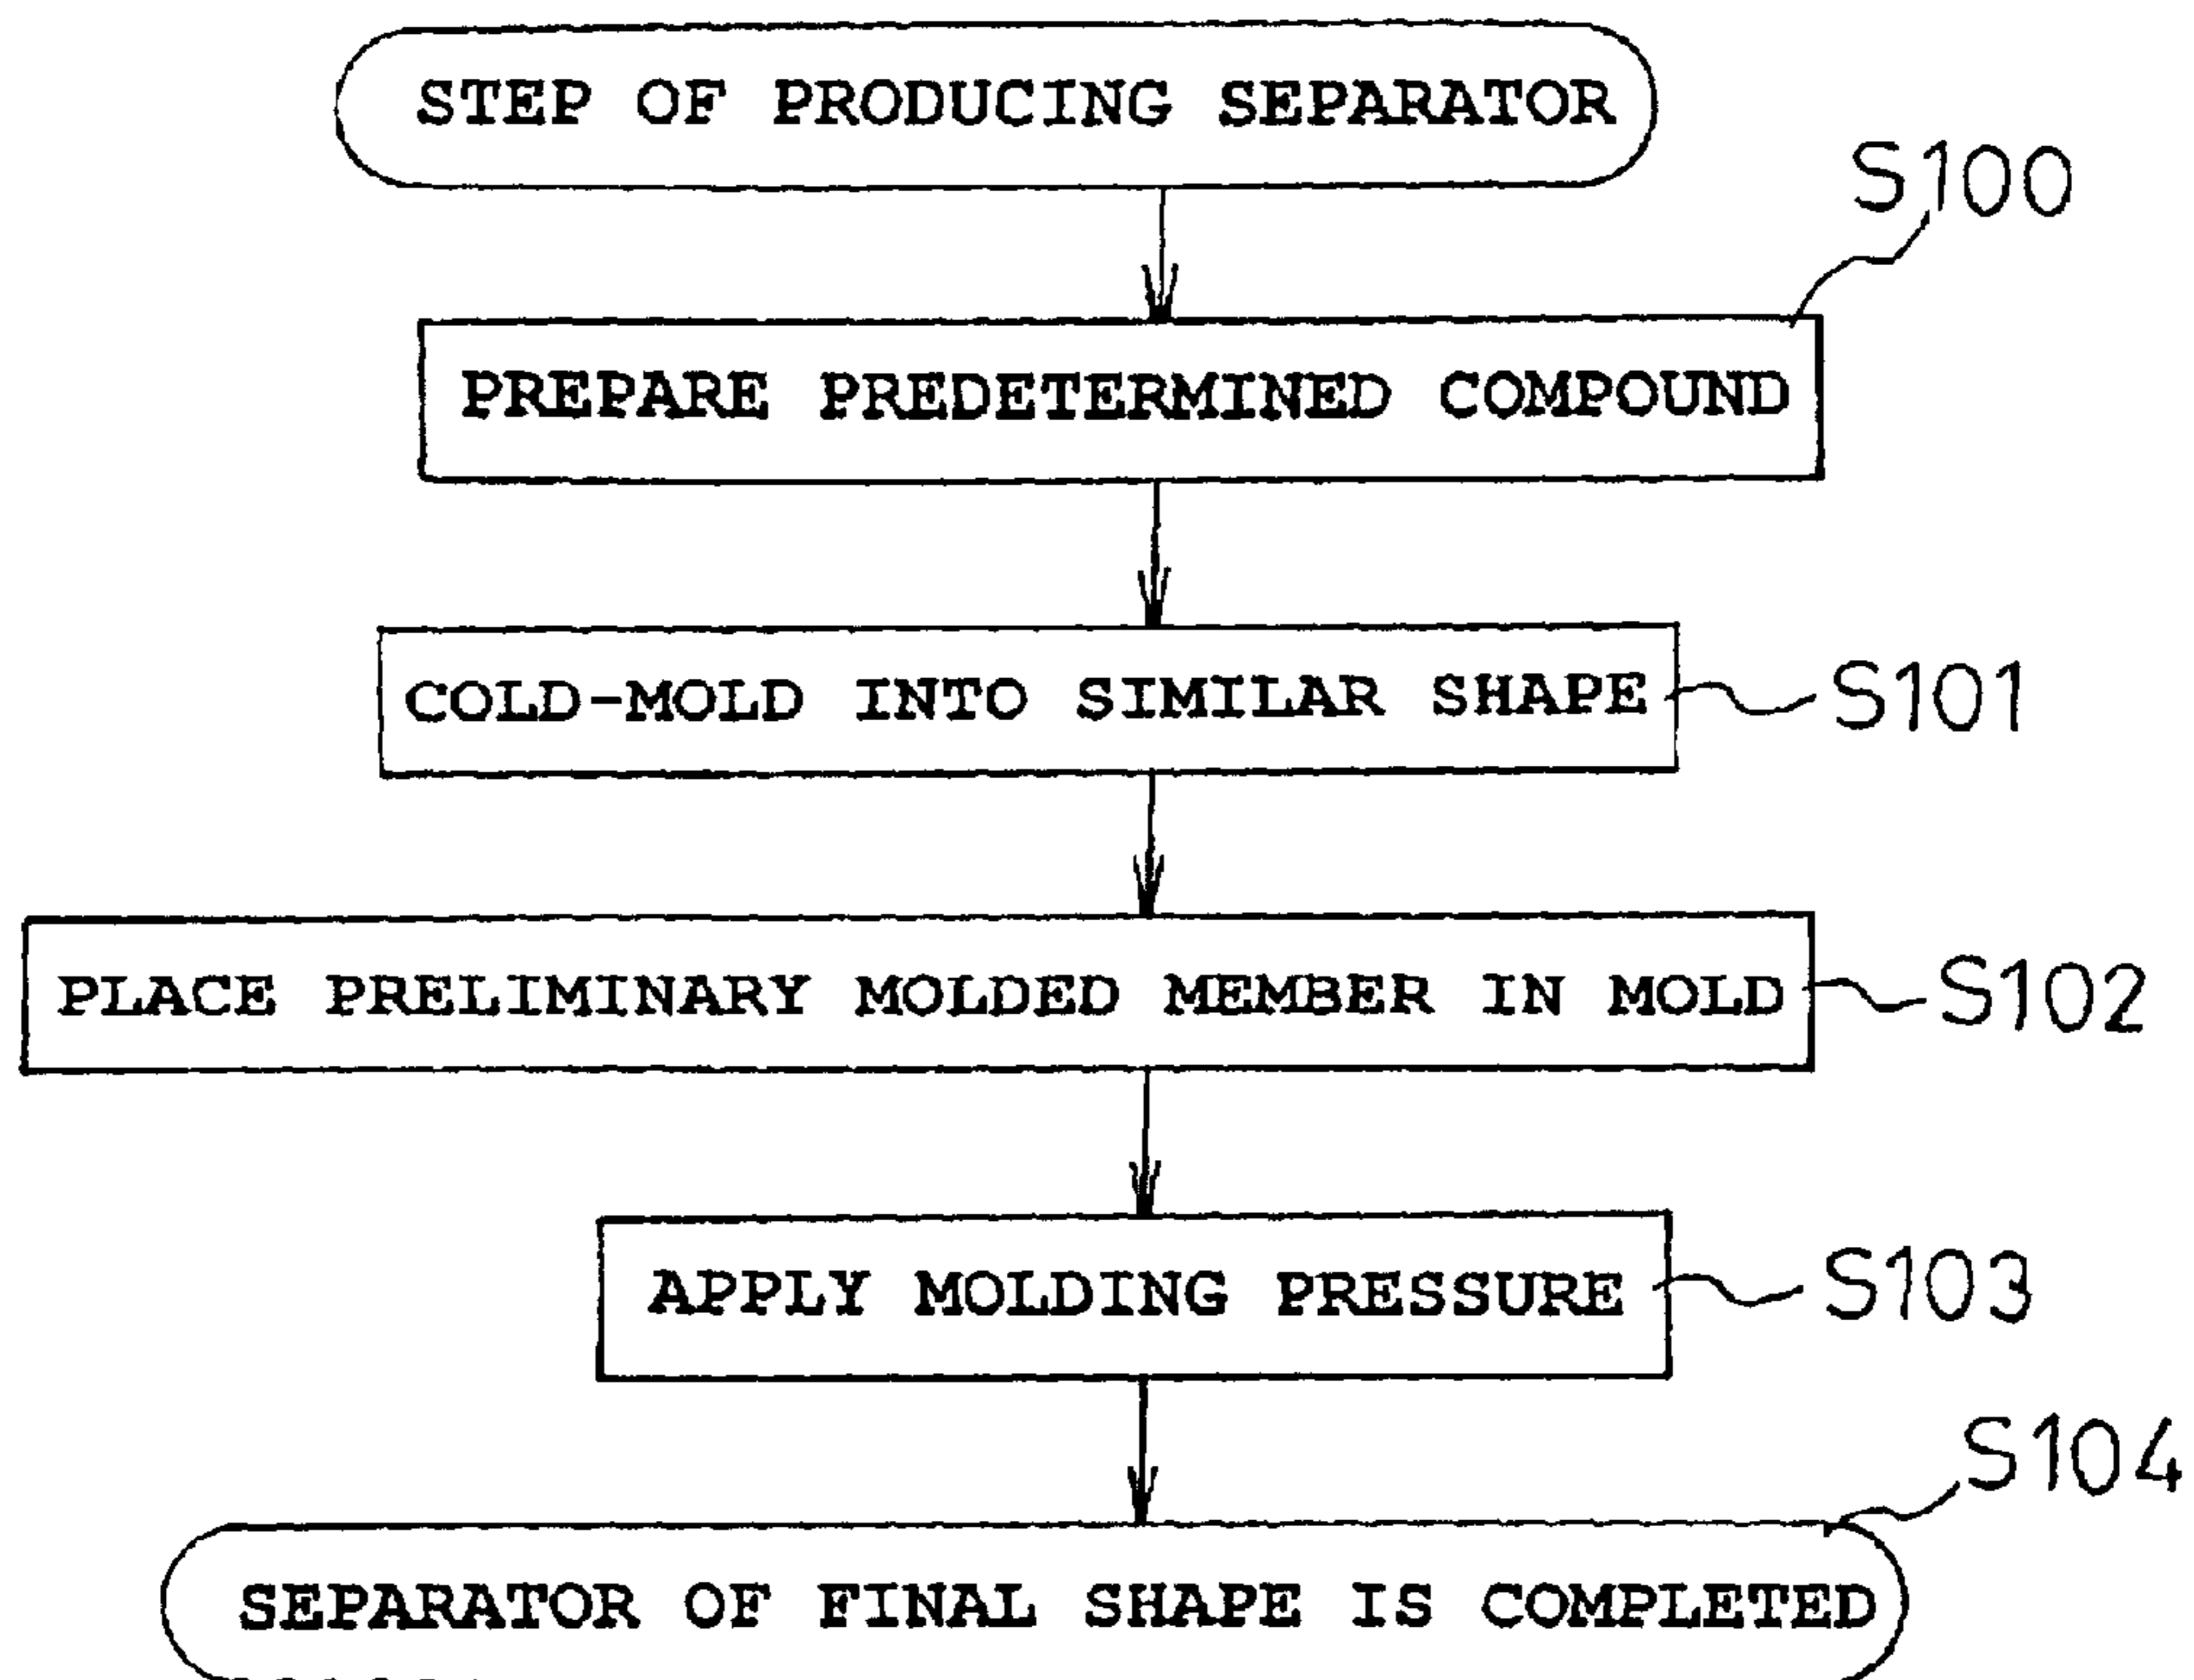 STEP OF PRODUCING SEPARATOR
S100
PREPARE PREDETERMINED COMPOUND
COLD-MOLD INTO SIMILAR SHAPE
S101
PLACE PRELIMINARY MOLDED MEMBER IN MOLD
S102
APPLY MOLDING PRESSURE
S103
S104
SEPARATOR OF FINAL SHAPE IS COMPLETED